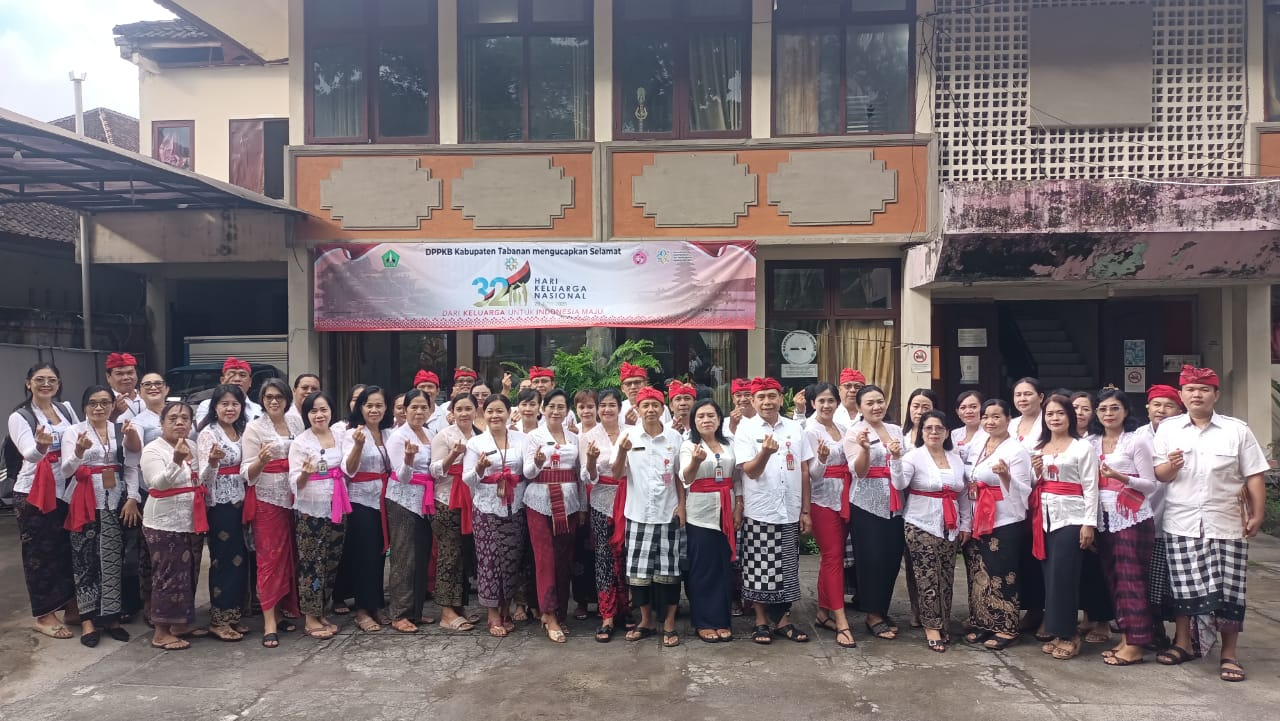 DPPKB Kabupaten Tabanan mengucapkan Selamat
32
HARI
KELUARGA
NASIONAL
DARI KELUARGA UNTUK INDONESIA MAJU